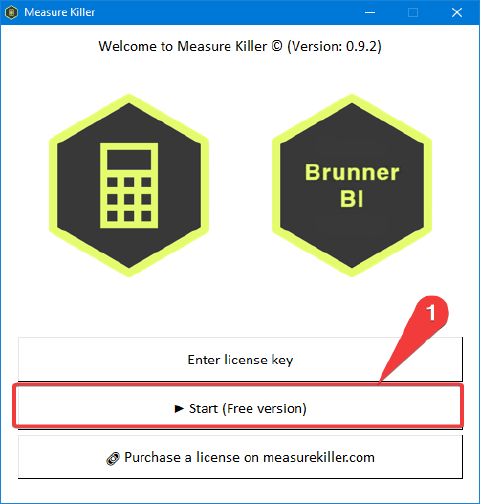 Measure Killer
Welcome to Measure Killer © (Version: 0.9.2)
Brunner
BI
1
Enter license key
► Start (Free version)
Purchase a license on measurekiller.com